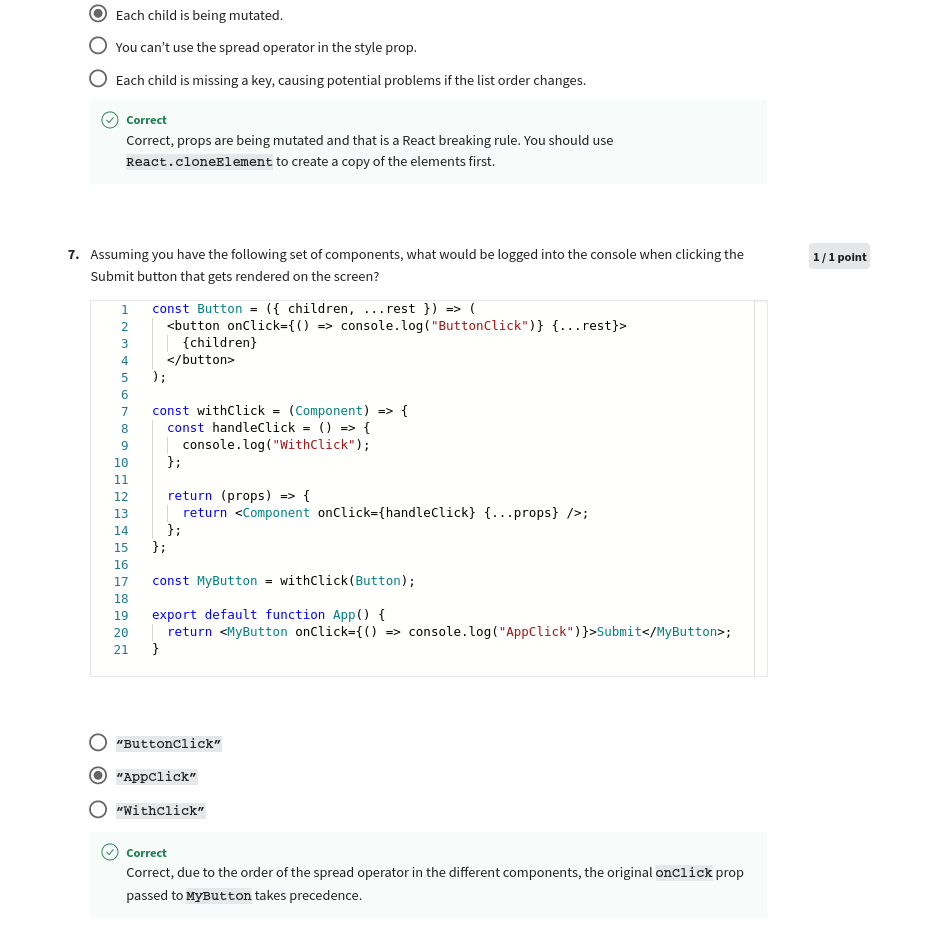 Each child is being mutated.
You can’t use the spread operator in the style prop.
Each child is missing a key, causing potential problems if the list order changes.
Correct
Correct, props are being mutated and that is a React breaking rule. You should use
React.cloneElement to create a copy of the elements first.
7. Assuming you have the following set of components, what would be logged into the console when clicking the
Submit button that gets rendered on the screen?
1 / 1 point
1 const Button = ({ children, ...rest }) => (
2   <button onClick={() => console.log("ButtonClick")} {...rest}>
3     {children}
4   </button>
5 );
6
7 const withClick = (Component) => {
8   const handleClick = () => {
9     console.log("WithClick");
10   };
11
12   return (props) => {
13     return <Component onClick={handleClick} {...props} />;
14   };
15 };
16
17 const MyButton = withClick(Button);
18
19 export default function App() {
20   return <MyButton onClick={() => console.log("AppClick")}>Submit</MyButton>;
21 }
“ButtonClick”
“AppClick”
“WithClick”
Correct
Correct, due to the order of the spread operator in the different components, the original onClick prop
passed to MyButton takes precedence.